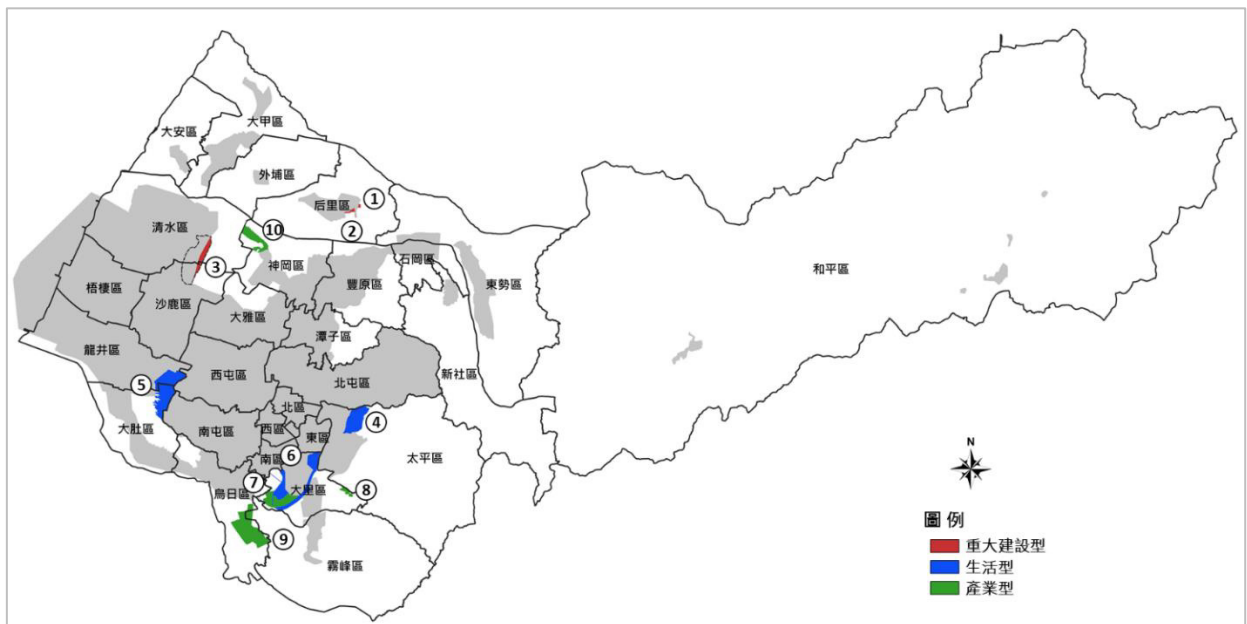 大甲區
大安區
外埔區
后里區
①
②
清水區
⑩
③
神岡區
石岡區
豐原區
東勢區
和平區
梧棲區
沙鹿區
大雅區
潭子區
龍井區
西屯區
北屯區
新社區
⑤
北區
④
大肚區
南屯區
西區
東區
太平區
南區
⑥
⑦
大里區
⑧
烏日區
⑨
霧峰區
N
圖例
重大建設型
生活型
產業型